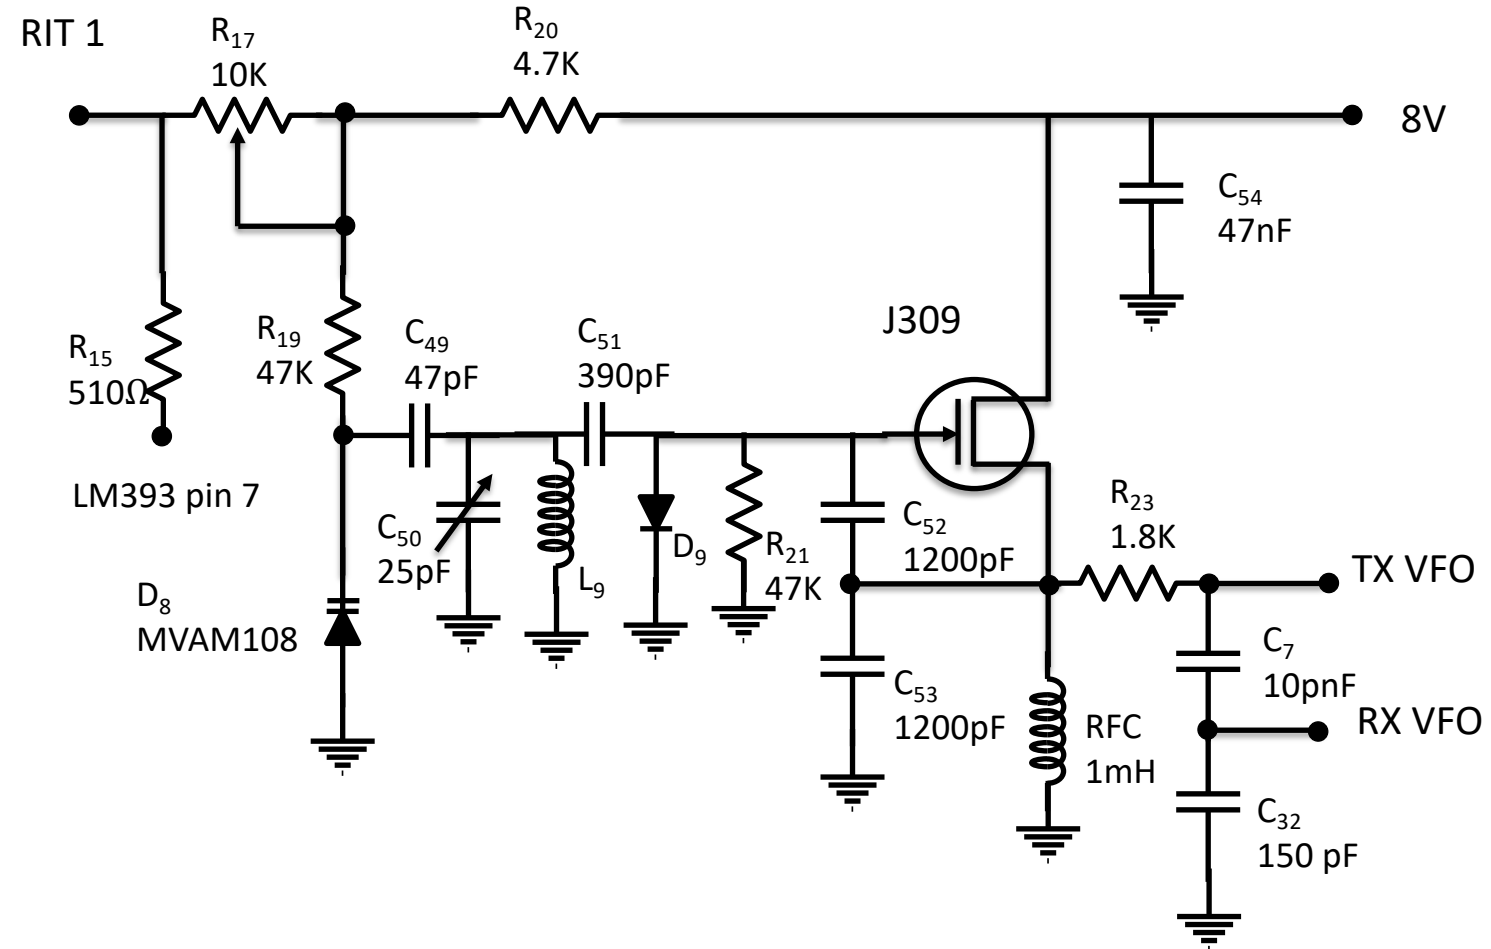 RIT 1
R17
10K
R20
4.7K
8V
C54
47nF
J309
R15
510Ω
R19
47K
C49
47pF
C51
390pF
LM393 pin 7
C50
25pF
L9
D9
R21
47K
C52
1200pF
R23
1.8K
TX VFO
D8
MVAM108
C53
1200pF
RFC
1mH
C7
10pnF
RX VFO
C32
150 pF